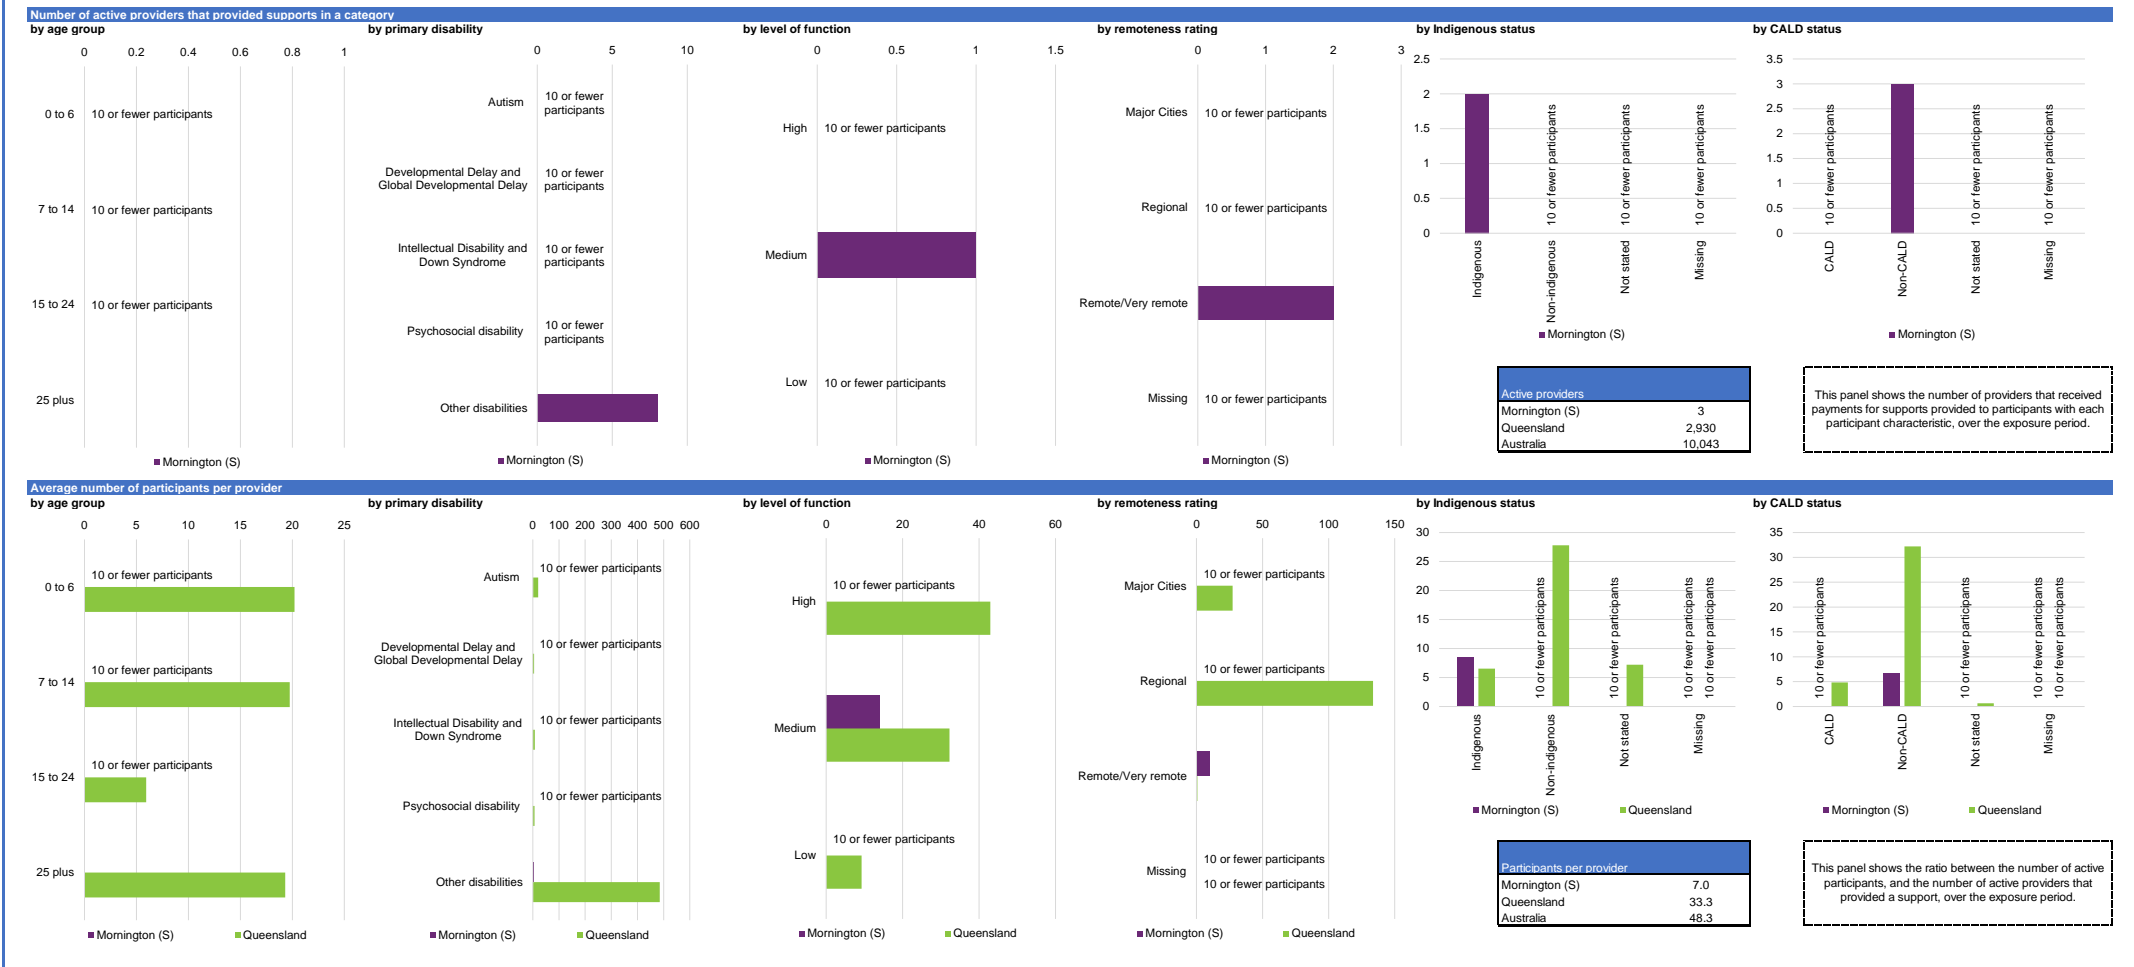 Number of active providers that provided supports in a category
by age group
0 0.2 0.4 0.6 0.8 1
0 to 6 10 or fewer participants
7 to 14 10 or fewer participants
15 to 24 10 or fewer participants
25 plus
Mornington (S)
by primary disability
0 5 10
Autism 10 or fewer
participants
Developmental Delay and
Global Developmental Delay
10 or fewer
participants
Intellectual Disability and
Down Syndrome
10 or fewer
participants
Psychosocial disability 10 or fewer
participants
Other disabilities
Mornington (S)
by level of function
0 0.5 1 1.5
High 10 or fewer participants
Medium
Low 10 or fewer participants
Mornington (S)
by remoteness rating
0 1 2 3
Major Cities 10 or fewer participants
Regional 10 or fewer participants
Remote/Very remote
Missing 10 or fewer participants
Mornington (S)
by Indigenous status
2.5
2
1.5
1
0.5
0
10 or fewer participants
10 or fewer participants
10 or fewer participants
Indigenous
Non-indigenous
Not stated
Missing
Mornington (S)
by CALD status
3.5
3
2.5
2
1.5
1
0.5
0
10 or fewer participants
10 or fewer participants
10 or fewer participants
CALD
Non-CALD
Not stated
Missing
Mornington (S)
Active providers
Mornington (S) 3
Queensland 2,930
Australia 10,043
This panel shows the number of providers that received
payments for supports provided to participants with each
participant characteristic, over the exposure period.
Average number of participants per provider
by age group
0 5 10 15 20 25
0 to 6 10 or fewer participants
7 to 14 10 or fewer participants
15 to 24 10 or fewer participants
25 plus
Mornington (S) Queensland
by primary disability
0 100 200 300 400 500 600
Autism 10 or fewer participants
Developmental Delay and
Global Developmental Delay
10 or fewer participants
Intellectual Disability and
Down Syndrome
10 or fewer participants
Psychosocial disability 10 or fewer participants
Other disabilities
Mornington (S) Queensland
by level of function
0 20 40 60
High 10 or fewer participants
Medium
Low 10 or fewer participants
Mornington (S) Queensland
by remoteness rating
0 50 100 150
Major Cities 10 or fewer participants
Regional 10 or fewer participants
Remote/Very remote
Missing 10 or fewer participants
10 or fewer participants
Mornington (S) Queensland
by Indigenous status
30
25
20
15
10
5
0
10 or fewer participants
10 or fewer participants
10 or fewer participants
10 or fewer participants
Indigenous
Non-indigenous
Not stated
Missing
Mornington (S) Queensland
by CALD status
35
30
25
20
15
10
5
0
10 or fewer participants
10 or fewer participants
10 or fewer participants
10 or fewer participants
CALD
Non-CALD
Not stated
Missing
Mornington (S) Queensland
Participants per provider
Mornington (S) 7.0
Queensland 33.3
Australia 48.3
This panel shows the ratio between the number of active
participants, and the number of active providers that
provided a support, over the exposure period.